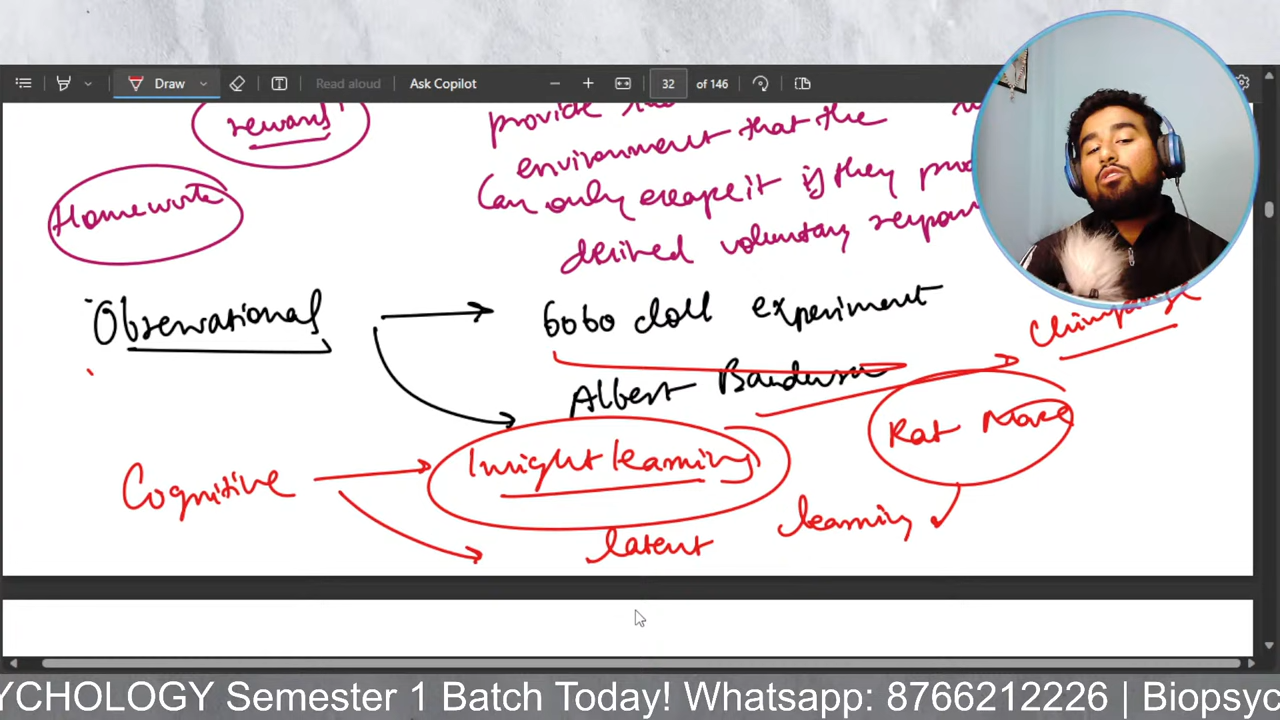 Draw
Read aloud
Ask Copilot
32 of 146
reward
provide
environment that the
Homework
Can only escape it if they
desired voluntary
Observational
bobo doll experiment
Albert Bandura
Rat Maze
Cognitive
Insight learning
learning
latent
YCHOLOGY Semester 1 Batch Today! Whatsapp: 8766212226 | Biopsyc